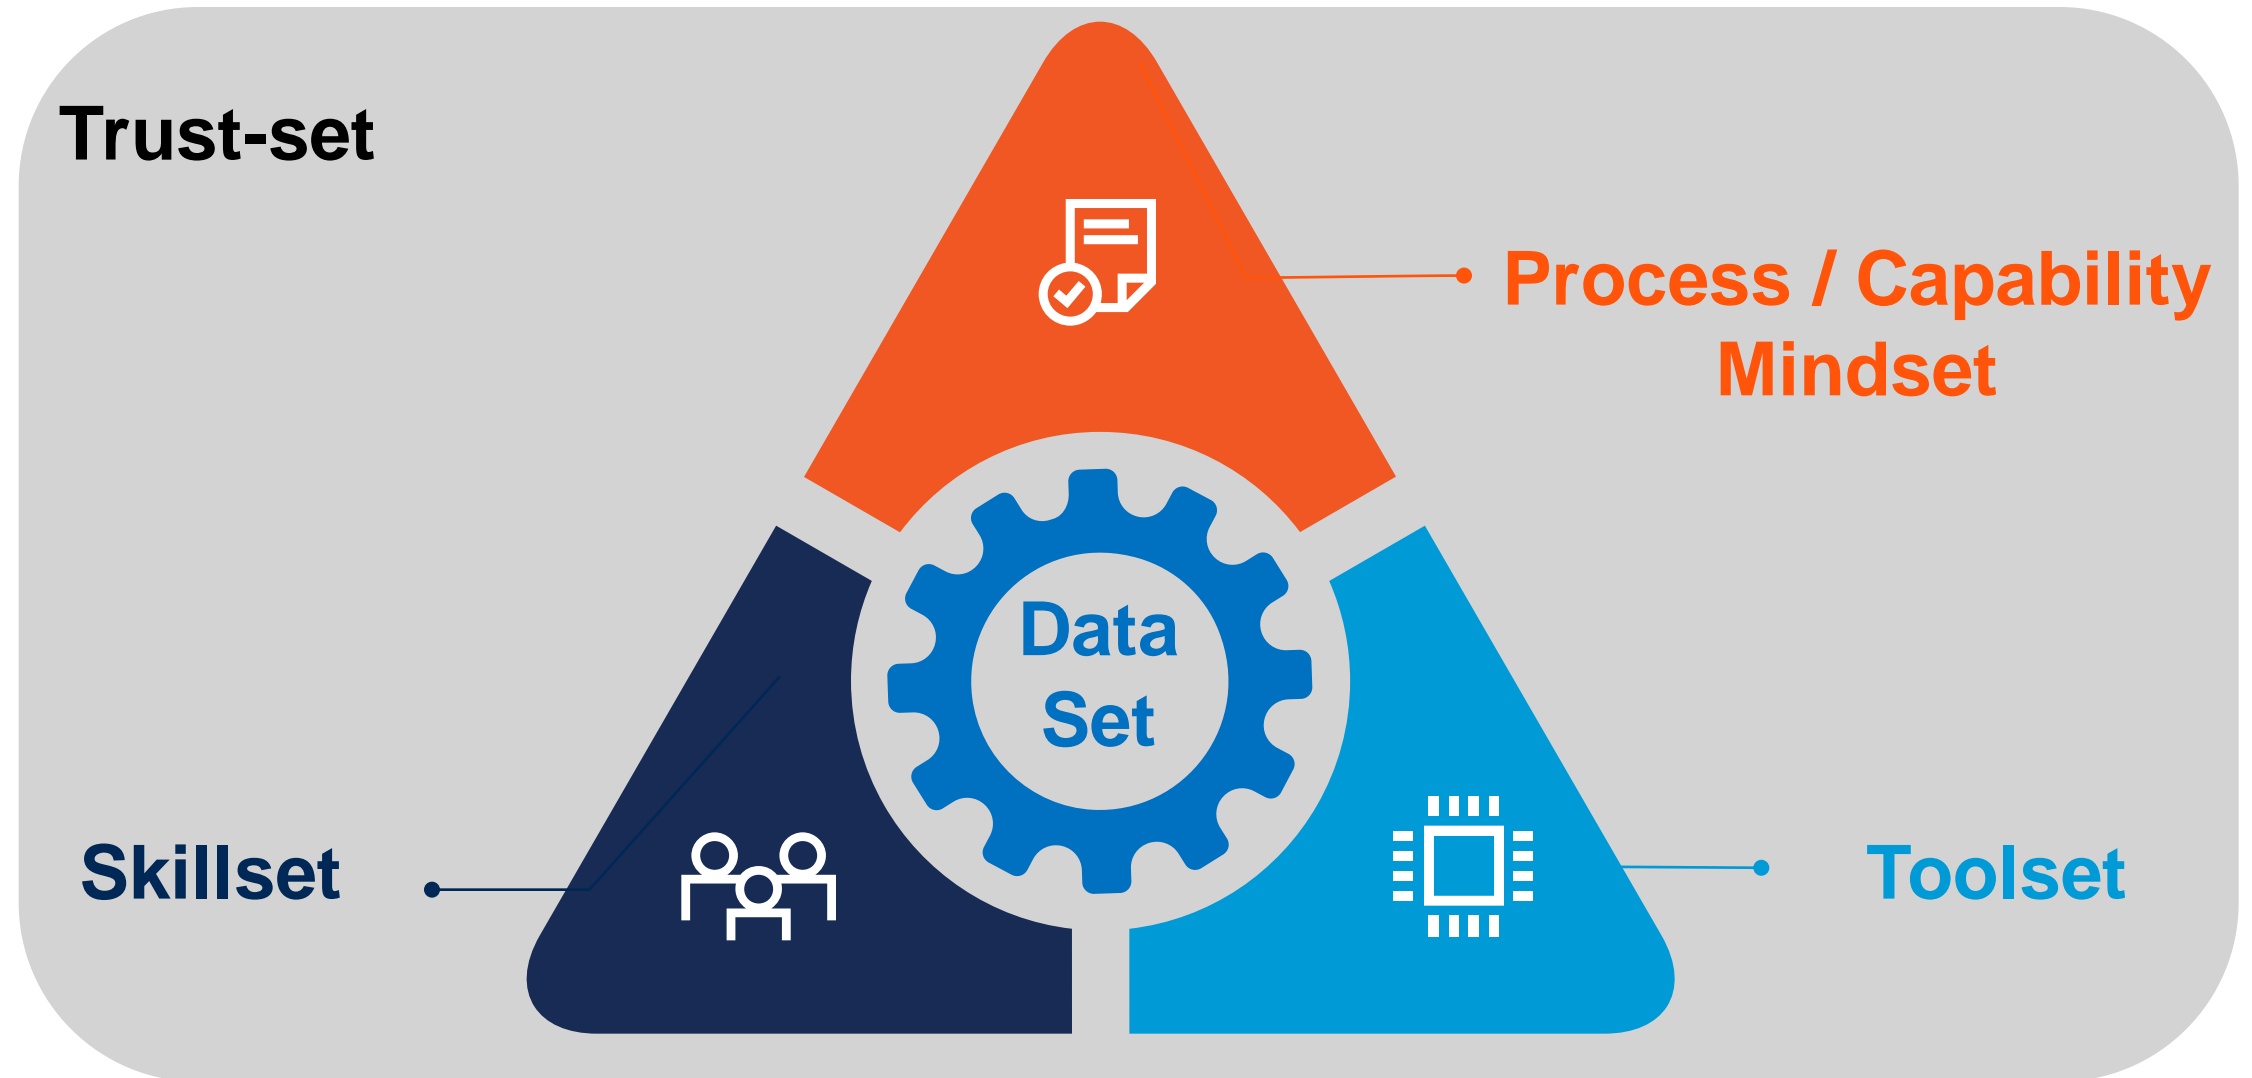 Trust-set
Process / Capability
Mindset
Data
Set
Skillset
Toolset